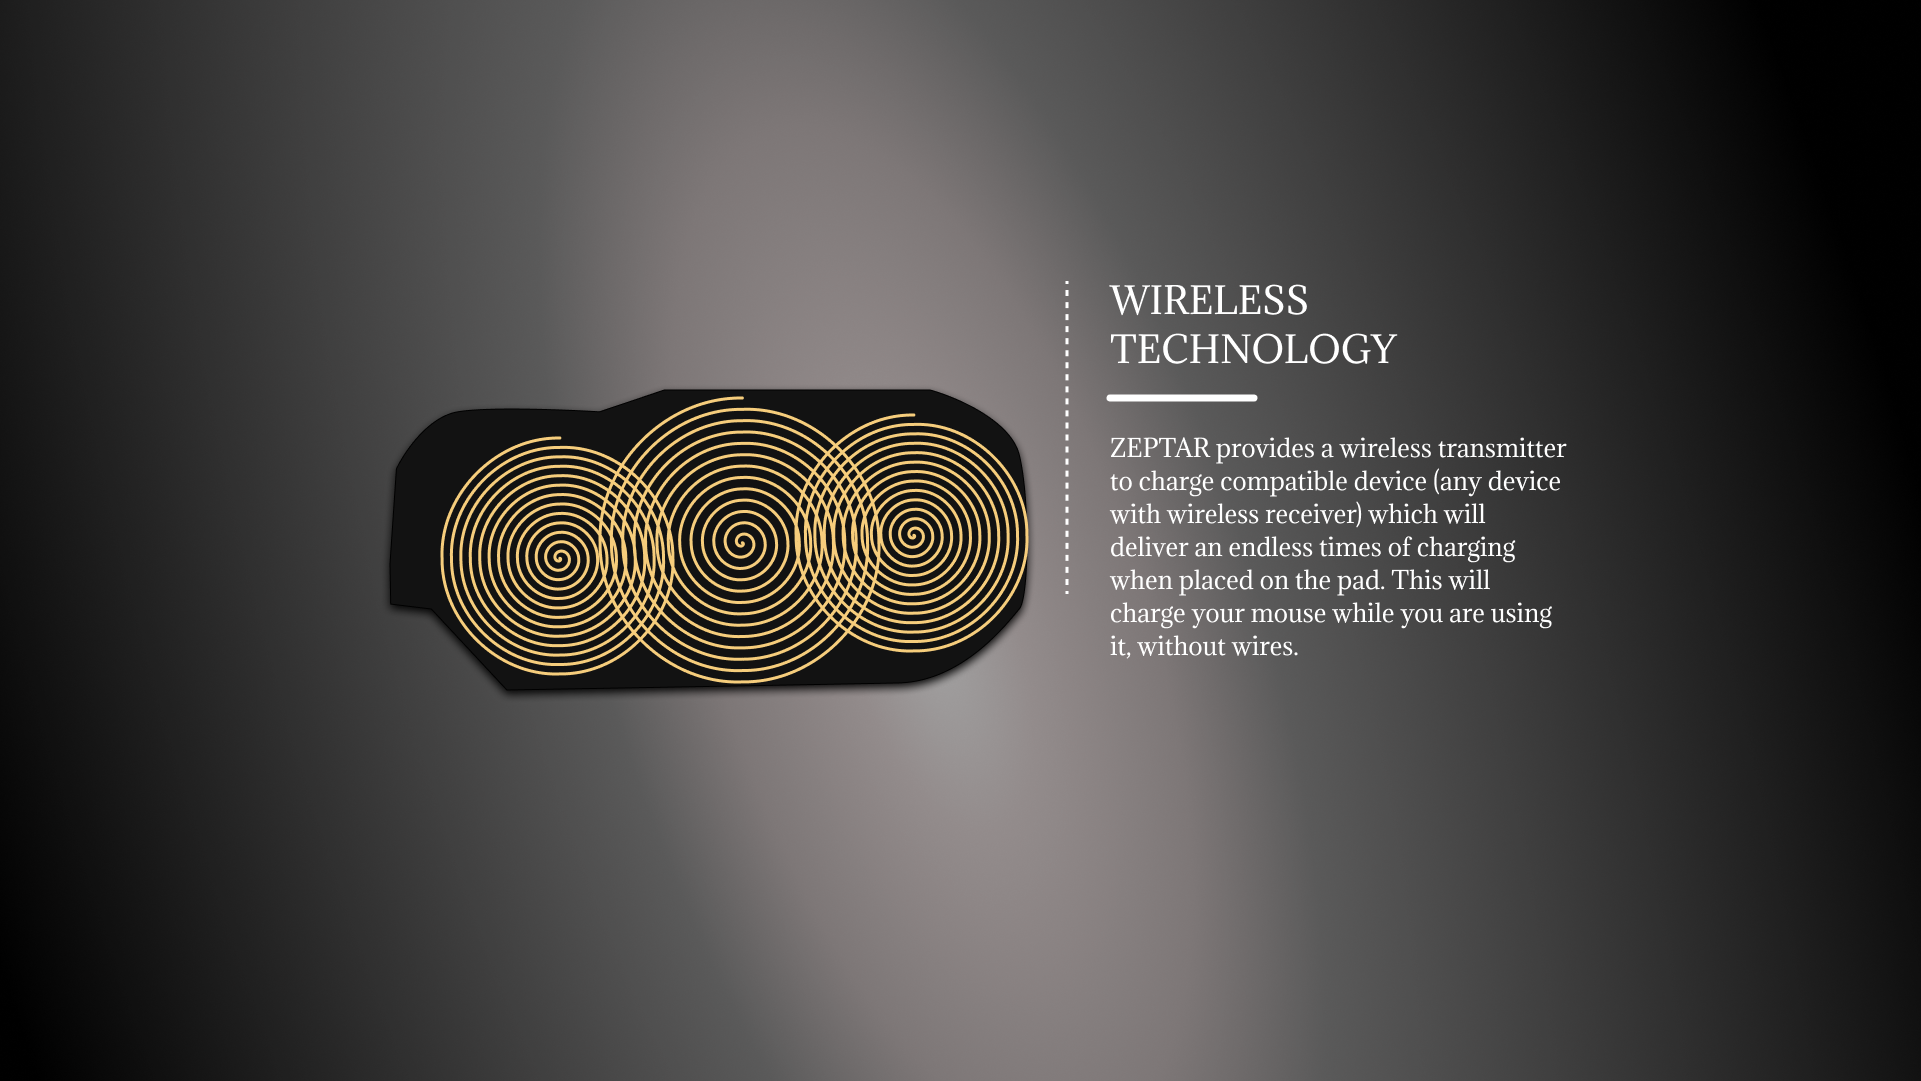 WIRELESS
TECHNOLOGY
ZEPTAR provides a wireless transmitter
to charge compatible device (any device
with wireless receiver) which will
deliver an endless times of charging
when placed on the pad. This will
charge your mouse while you are using
it, without wires.